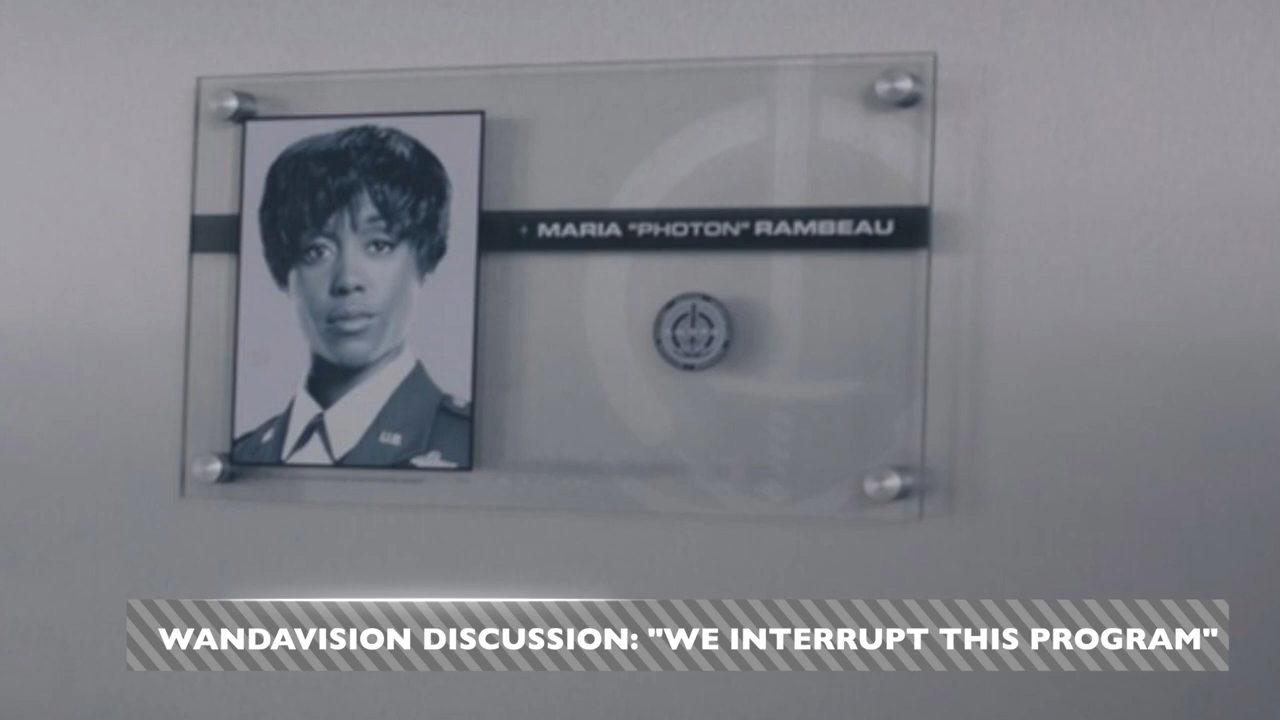 + MARIA "PHOTON" RAMBEAU
U.S.
WANDAVISION DISCUSSION: "WE INTERRUPT THIS PROGRAM"